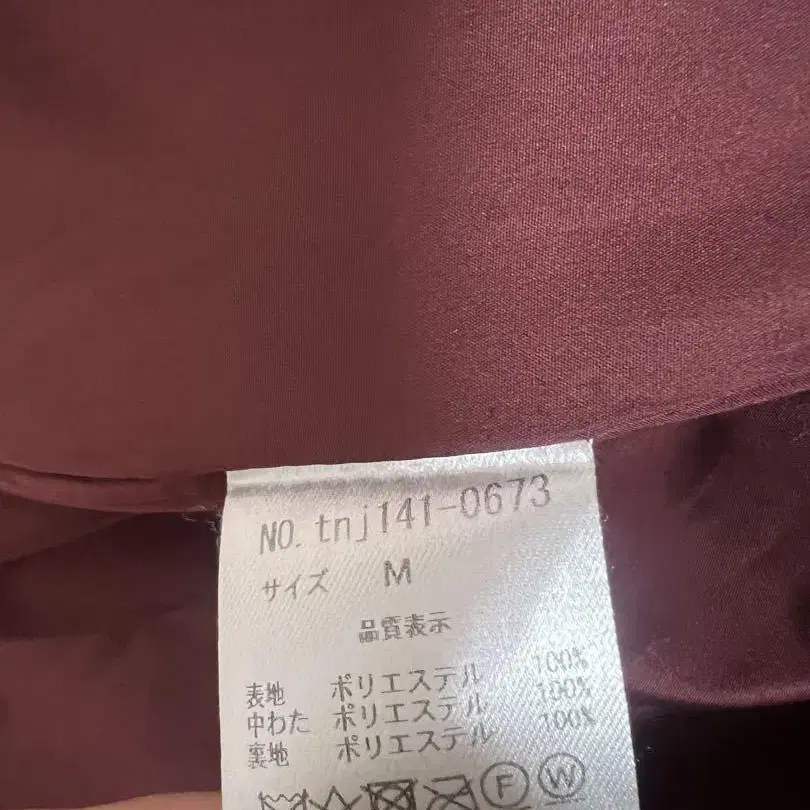 NO. tnj141-0673
サイズ M
品質表示
表地 ポリエステル 100%
中わた ポリエステル 100%
裏地 ポリエステル 100%
F W